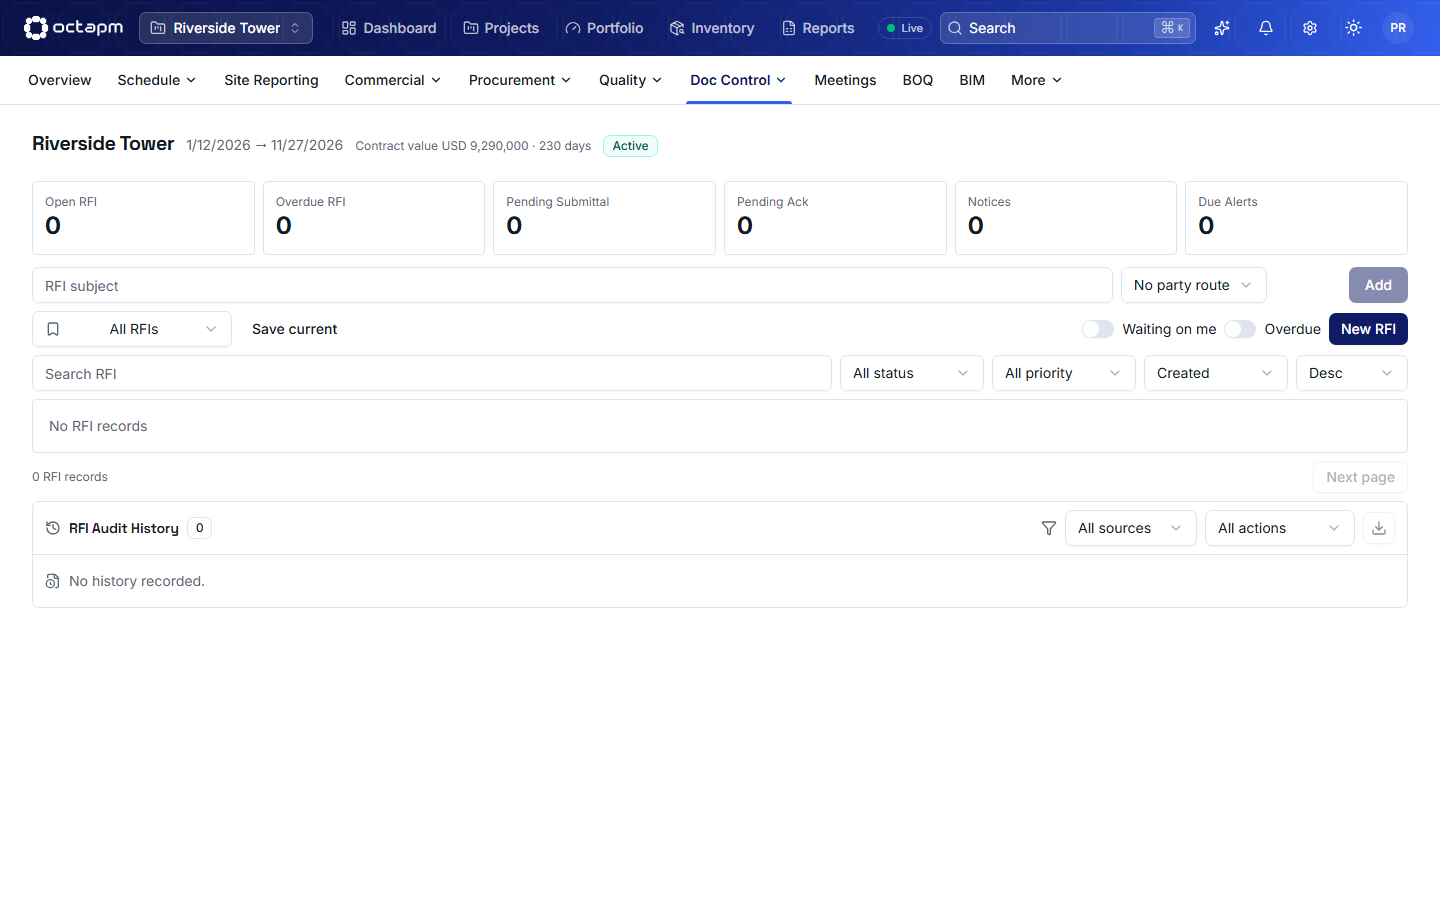 octapm Riverside Tower Dashboard Projects Portfolio Inventory Reports Live Search ⌘ K PR
Overview Schedule Site Reporting Commercial Procurement Quality Doc Control Meetings BOQ BIM More
Riverside Tower 1/12/2026 → 11/27/2026 Contract value USD 9,290,000 · 230 days Active
Open RFI Overdue RFI Pending Submittal Pending Ack Notices Due Alerts
0 0 0 0 0 0
RFI subject No party route Add
All RFIs Save current Waiting on me Overdue New RFI
Search RFI All status All priority Created Desc
No RFI records
0 RFI records Next page
RFI Audit History 0 All sources All actions
No history recorded.